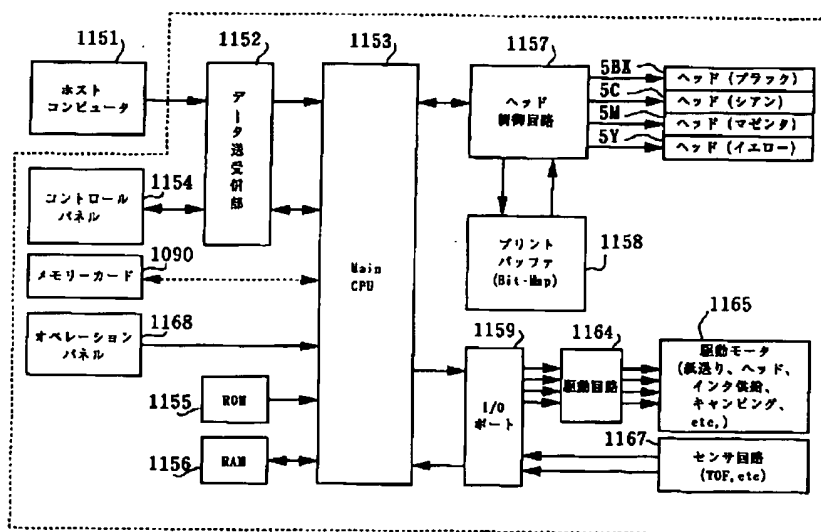 1151
1152
1153
1157
ホスト
コンピュータ
データ送受信部
Main
CPU
ヘッド
制御回路
5BK
5C
5M
5Y
ヘッド(ブラック)
ヘッド(シアン)
ヘッド(マゼンタ)
ヘッド(イエロー)
1154
コントロール
パネル
1090
メモリーカード
1168
オペレーション
パネル
プリント
バッファ
(Bit-Map)
1158
1159
1164
1165
I/O
ポート
駆動回路
駆動モータ
(紙送り、ヘッド、
インタ供給、
キャンピング、
etc,)
1155
ROM
1156
RAM
1167
センサ回路
(TOF,etc)